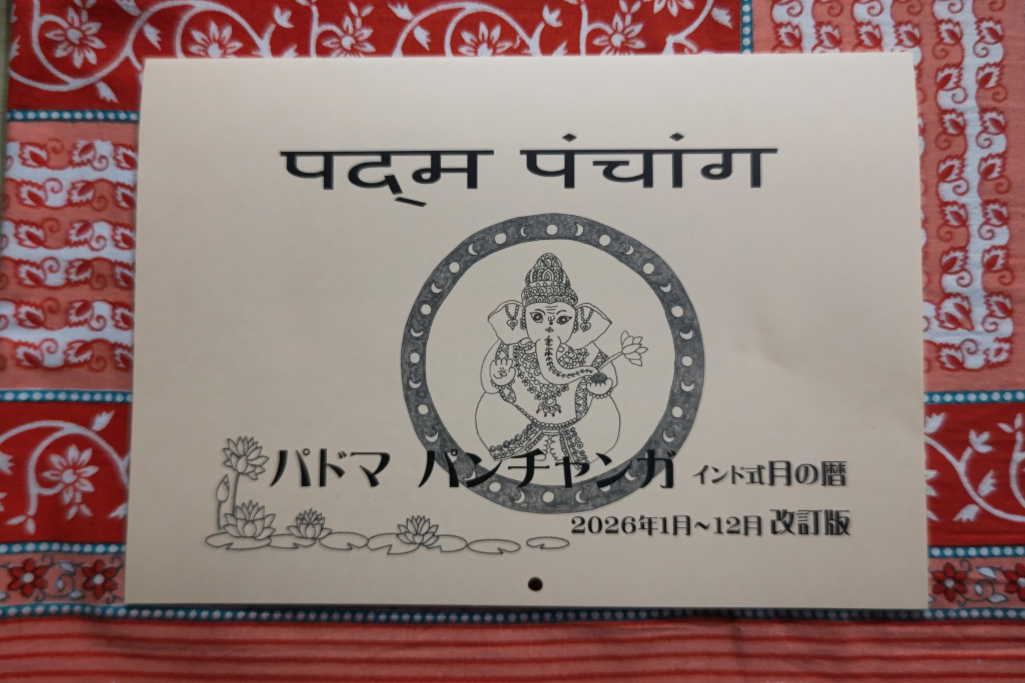 पद्म पंचांग
パドマ パンチャンガ インド式月の暦
2026年1月~12月 改訂版